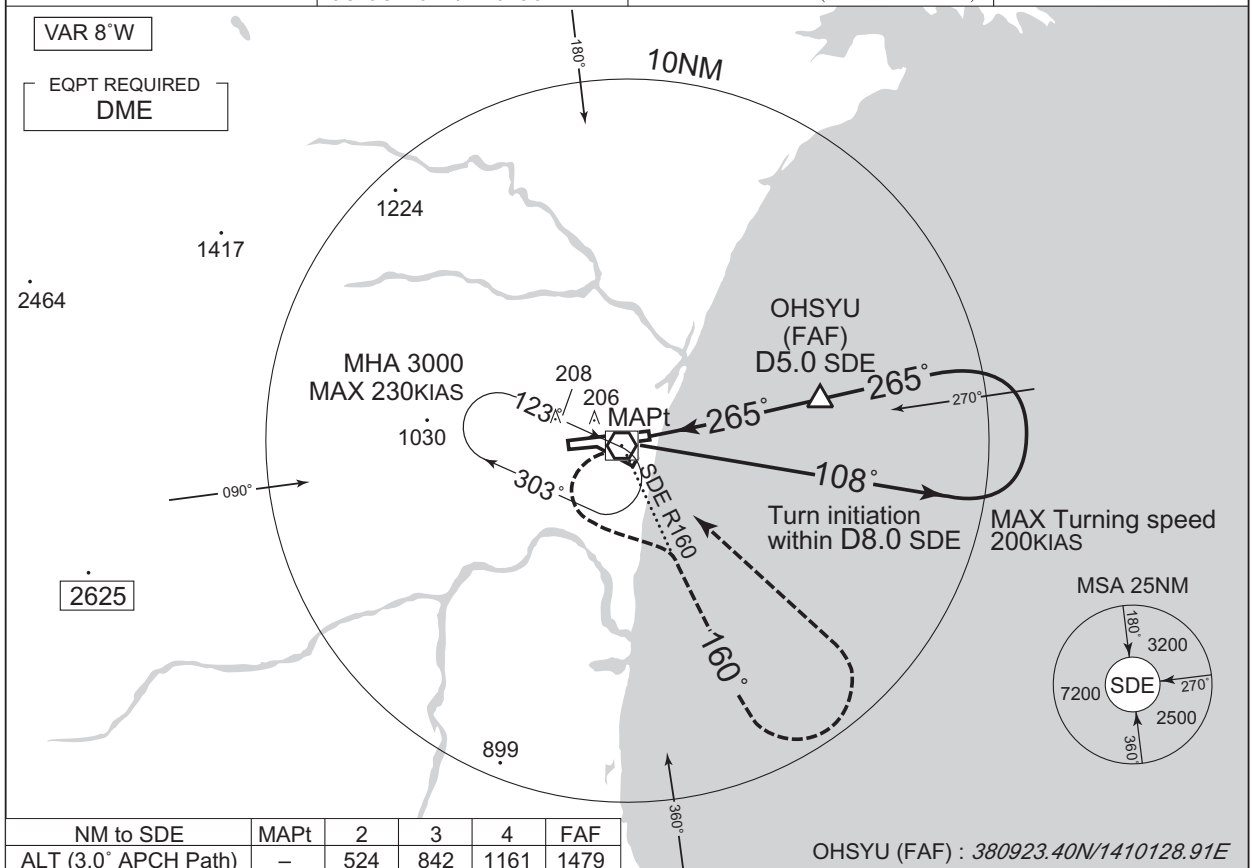 VAR 8°W
EQPT REQUIRED
DME
180°
10NM
1224
1417
2464
OHSYU
(FAF)
D5.0 SDE
MHA 3000
MAX 230KIAS
208
206
MAPt
123°
265°
265°
270°
1030
303°
090°
SDE R160
108°
Turn initiation
within D8.0 SDE
MAX Turning speed
200KIAS
2625
160°
MSA 25NM
180°
3200
SDE
270°
7200
2500
360°
899
360°
NM to SDE MAPt 2 3 4 FAF
ALT (3.0° APCH Path) – 524 842 1161 1479
OHSYU (FAF) : 380923.40N/1410128.91E